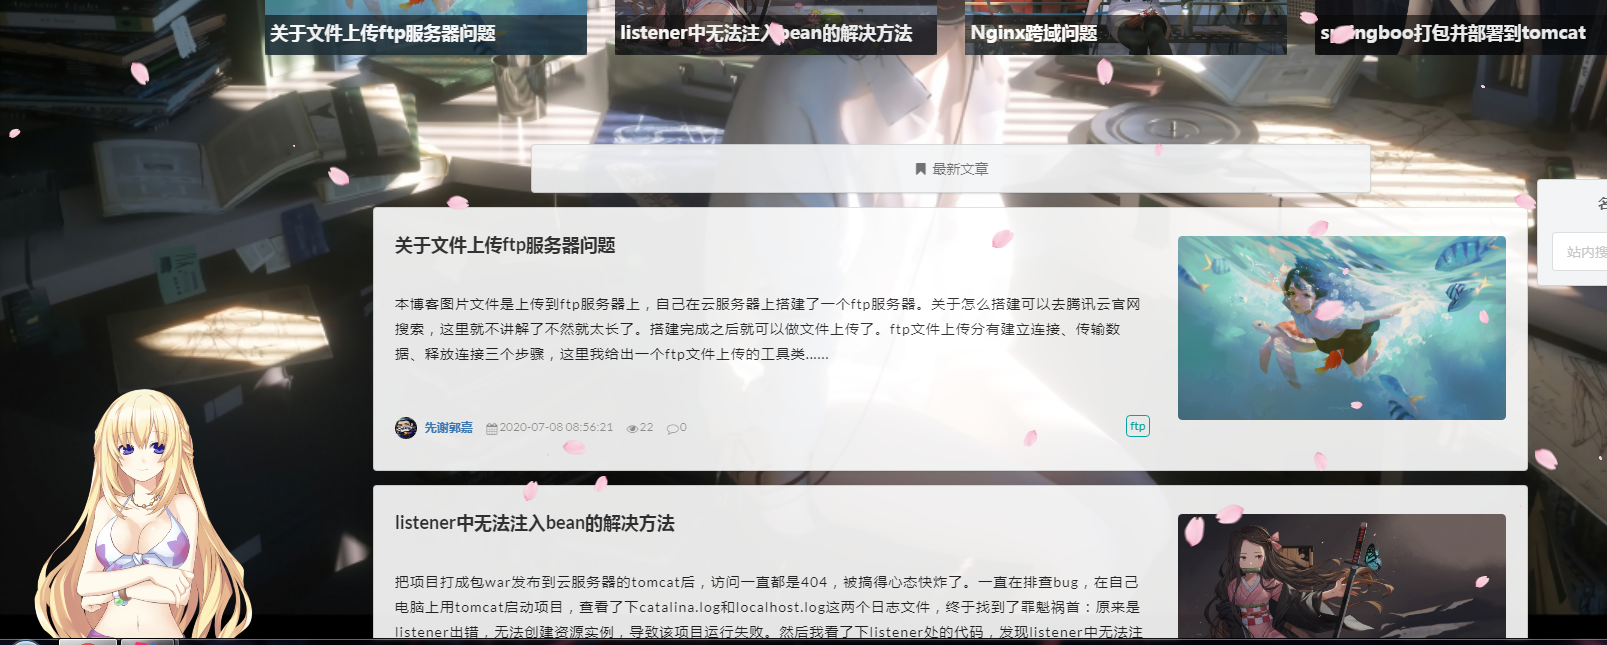 关于文件上传ftp服务器问题
listener中无法注入bean的解决方法
Nginx跨域问题
springboo打包并部署到tomcat
最新文章
名
站内搜
关于文件上传ftp服务器问题
本博客图片文件是上传到ftp服务器上，自己在云服务器上搭建了一个ftp服务器。关于怎么搭建可以去腾讯云官网
搜索，这里就不讲解了不然就太长了。搭建完成之后就可以做文件上传了。ftp文件上传分有建立连接、传输数
据、释放连接三个步骤，这里我给出一个ftp文件上传的工具类......
先谢郭嘉 2020-07-08 08:56:21 22 0 ftp
listener中无法注入bean的解决方法
把项目打成包war发布到云服务器的tomcat后，访问一直都是404，被搞得心态快炸了。一直在排查bug，在自己
电脑上用tomcat启动项目，查看了下catalina.log和localhost.log这两个日志文件，终于找到了罪魁祸首：原来是
listener出错，无法创建资源实例，导致该项目运行失败。然后我看了下listener处的代码，发现listener中无法注